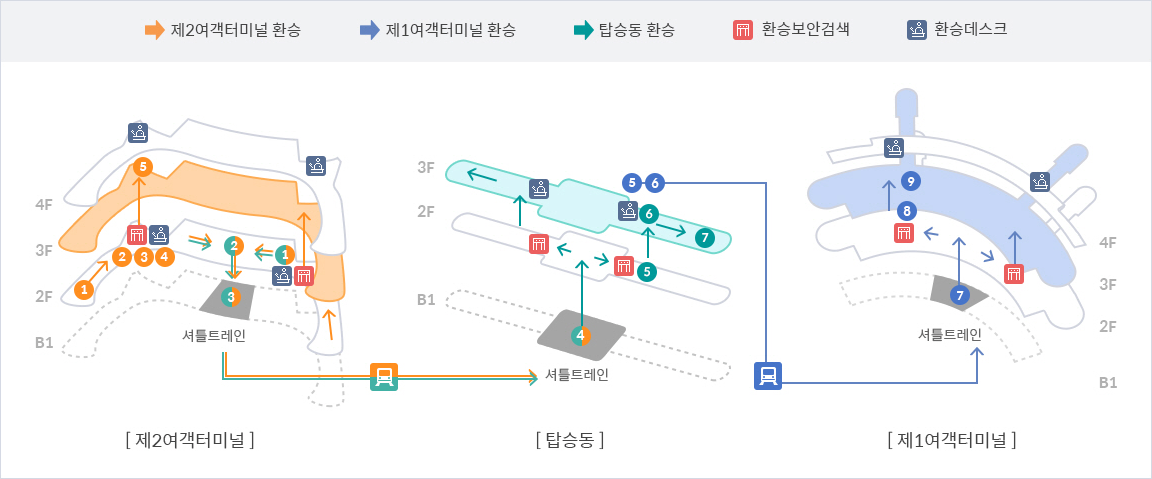 제2여객터미널 환승
제1여객터미널 환승
탑승동 환승
환승보안검색
환승데스크
4F
3F
2F
B1
5
2
3
4
1
2
1
3
셔틀트레인
[ 제2여객터미널 ]
3F
2F
B1
5
6
6
7
5
4
셔틀트레인
[ 탑승동 ]
9
8
7
셔틀트레인
4F
3F
2F
B1
[ 제1여객터미널 ]